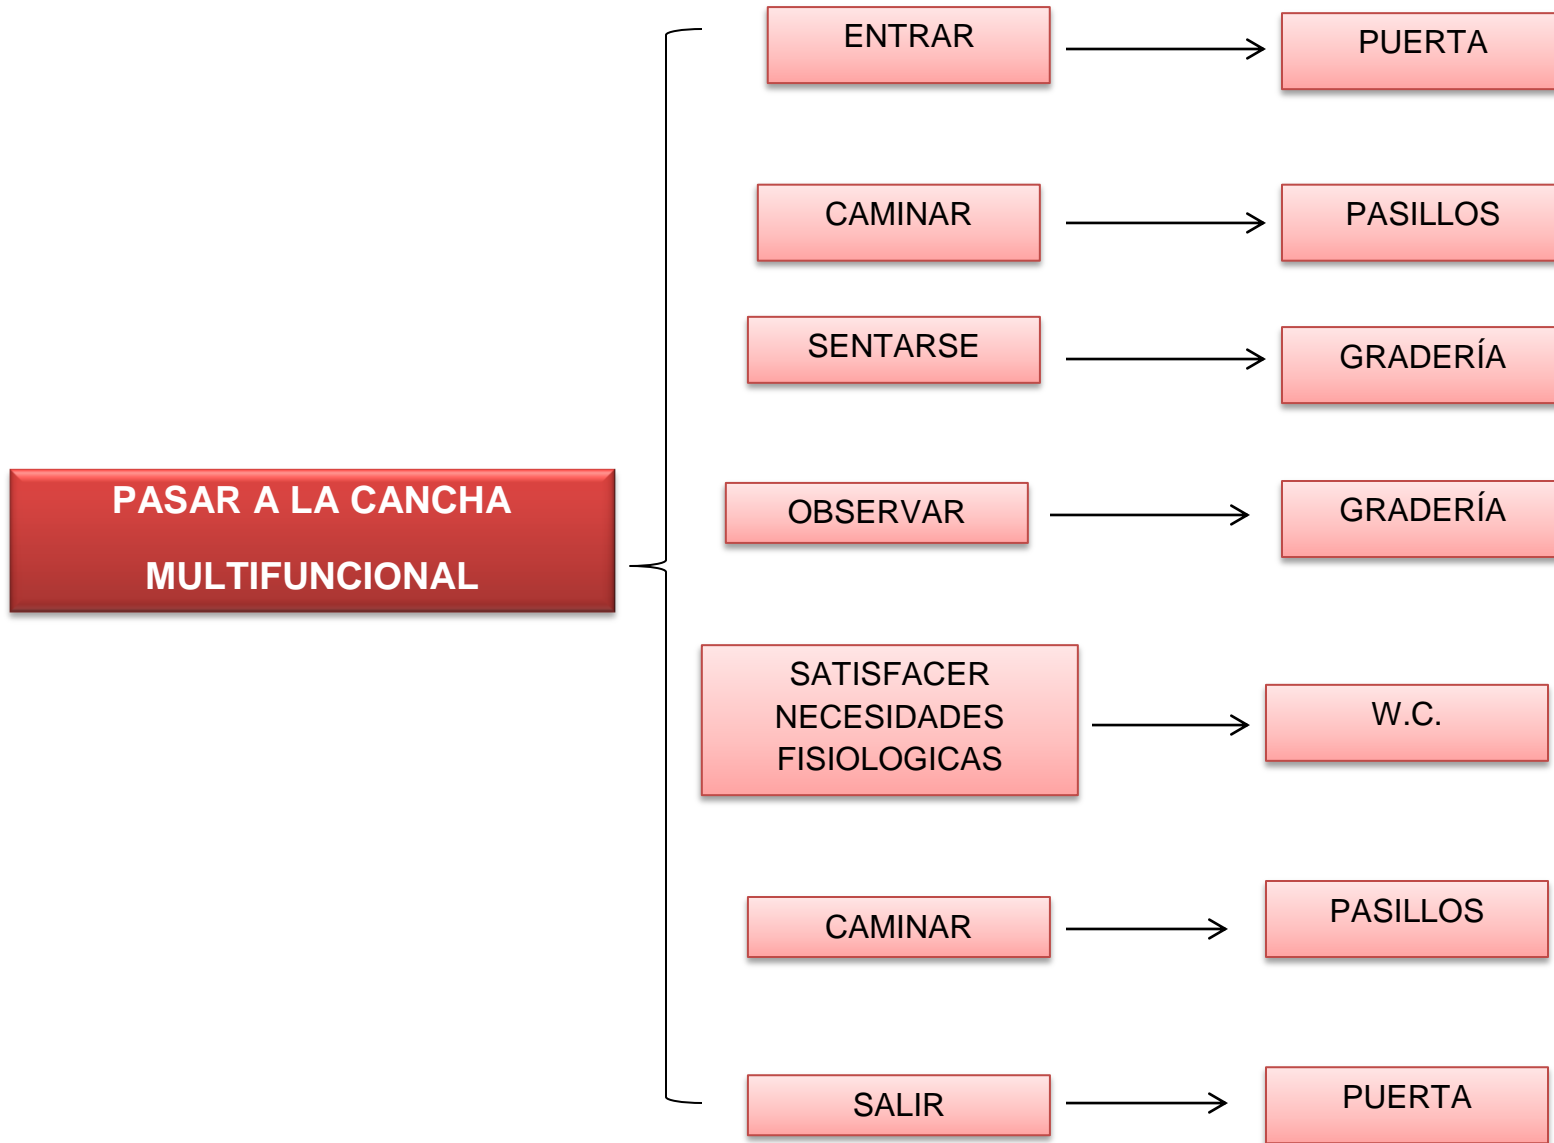 ENTRAR
PUERTA
CAMINAR
PASILLOS
SENTARSE
GRADERÍA
PASAR A LA CANCHA
MULTIFUNCIONAL
OBSERVAR
GRADERÍA
SATISFACER
NECESIDADES
FISIOLOGICAS
W.C.
CAMINAR
PASILLOS
SALIR
PUERTA